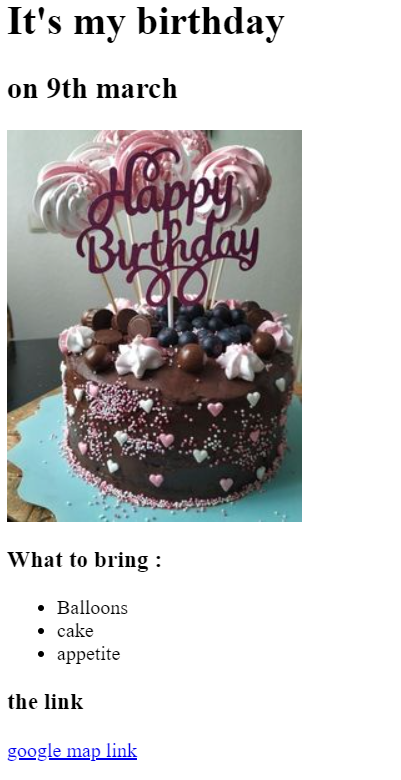 It's my birthday
on 9th march
Happy
Birthday
What to bring :
Balloons
cake
appetite
the link
google map link